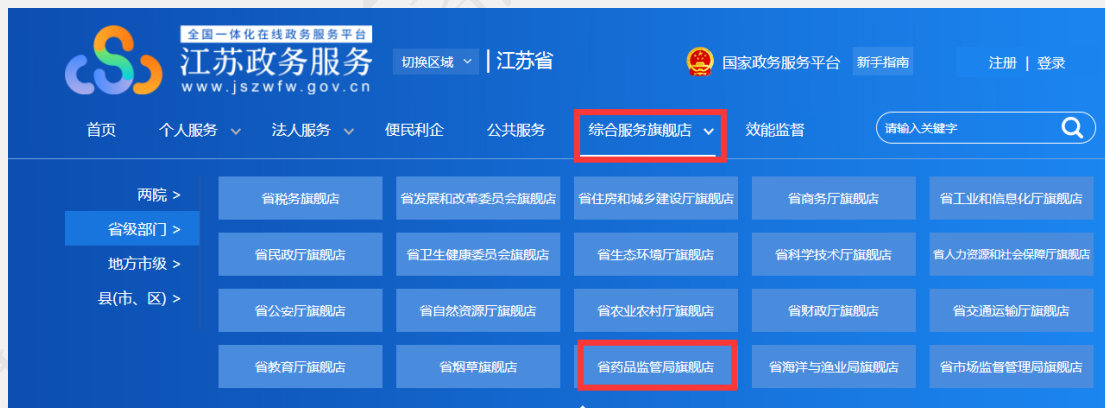 全国一体化在线政务服务平台
江苏政务服务
www.jszwfw.gov.cn
切换区域 | 江苏省
国家政务服务平台 新手指南 注册 | 登录
首页 个人服务 法人服务 便民利企 公共服务 综合服务旗舰店 效能监督 请输入关键字
两院 >
省级部门 >
地方市级 >
县(市、区) >
省税务旗舰店 省发展和改革委员会旗舰店 省住房和城乡建设厅旗舰店 省商务厅旗舰店 省工业和信息化厅旗舰店
省民政厅旗舰店 省卫生健康委员会旗舰店 省生态环境厅旗舰店 省科学技术厅旗舰店 省人力资源和社会保障厅旗舰店
省公安厅旗舰店 省自然资源厅旗舰店 省农业农村厅旗舰店 省财政厅旗舰店 省交通运输厅旗舰店
省教育厅旗舰店 省烟草旗舰店 省药品监管局旗舰店 省海洋与渔业局旗舰店 省市场监督管理局旗舰店